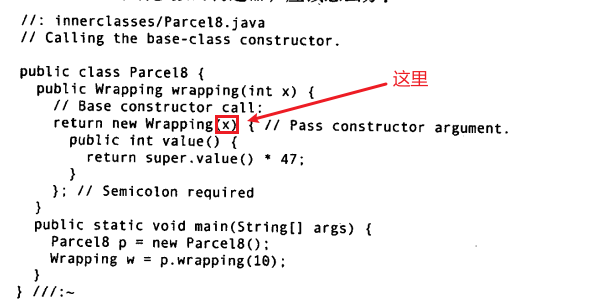 //: innerclasses/Parcel8.java
// Calling the base-class constructor.
public class Parcel8 {
public Wrapping wrapping(int x) {
// Base constructor call:
return new Wrapping(x) { // Pass constructor argument.
这里
public int value() {
return super.value() * 47;
}
}; // Semicolon required
}
public static void main(String[] args) {
Parcel8 p = new Parcel8();
Wrapping w = p.wrapping(10);
}
} ///:~